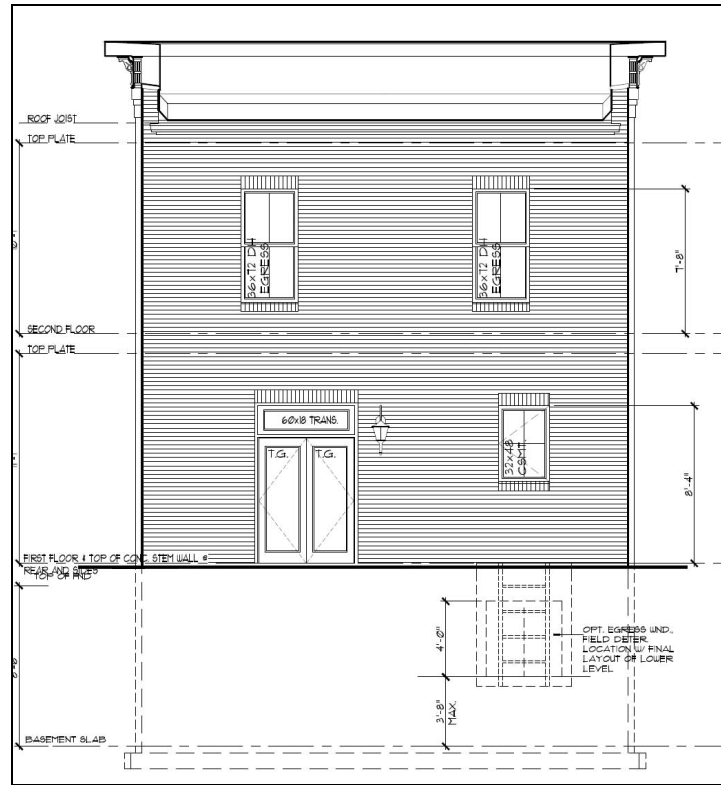 ROOF JOIST
TOP PLATE
36x72 DH
EGRESS
36x72 DH
EGRESS
7'-8"
SECOND FLOOR
TOP PLATE
60x18 TRANS.
T.G.
T.G.
32x48
CSMT.
8'-4"
FIRST FLOOR & TOP OF CONC. STEM WALL @
REAR AND SIDES
TOP OF FND
4'-0"
OPT. EGRESS WND.,
FIELD DETER.
LOCATION W/ FINAL
LAYOUT OF LOWER
LEVEL
3'-8"
MAX.
BASEMENT SLAB